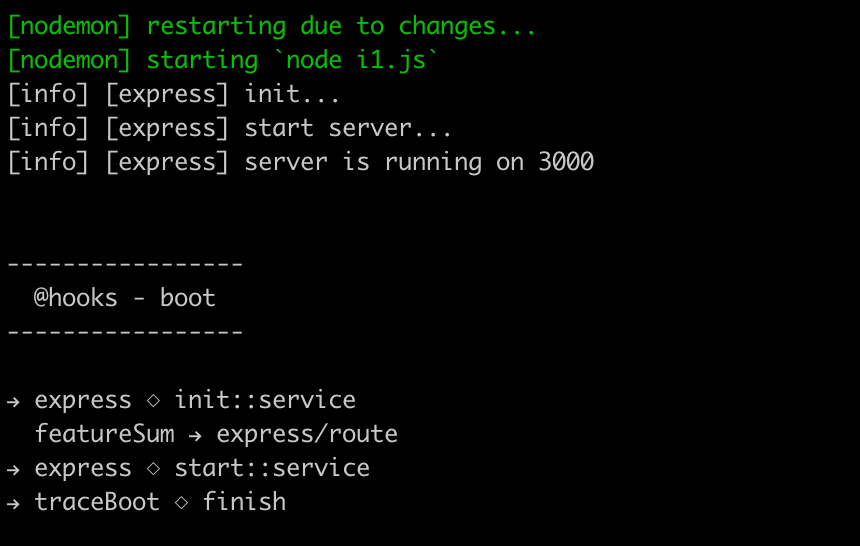 [nodemon] restarting due to changes...
[nodemon] starting `node i1.js`
[info] [express] init...
[info] [express] start server...
[info] [express] server is running on 3000
-----------------
  @hooks - boot
-----------------
→ express ◇ init::service
  featureSum → express/route
→ express ◇ start::service
→ traceBoot ◇ finish